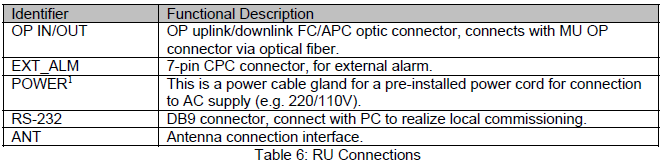 Identifier Functional Description
OP IN/OUT OP uplink/downlink FC/APC optic connector, connects with MU OP
connector via optical fiber.
EXT_ALM 7-pin CPC connector, for external alarm.
POWER¹ This is a power cable gland for a pre-installed power cord for connection
to AC supply (e.g. 220/110V).
RS-232 DB9 connector, connect with PC to realize local commissioning.
ANT Antenna connection interface.
Table 6: RU Connections